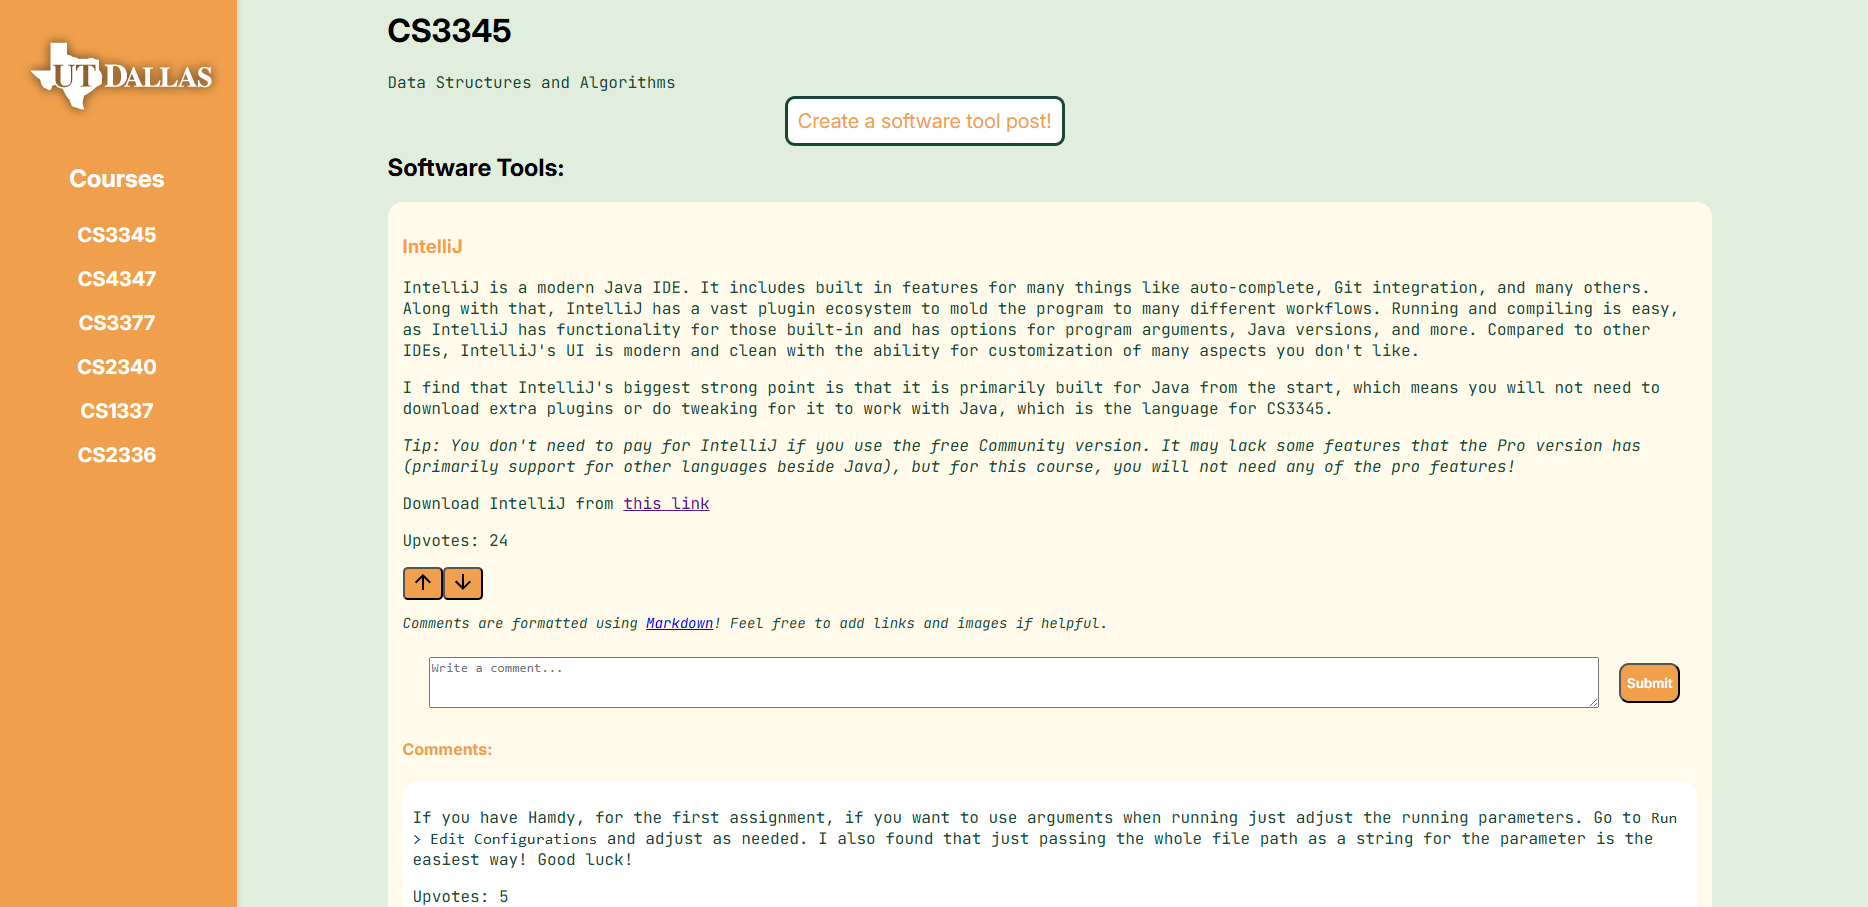 UT DALLAS
Courses
CS3345
CS4347
CS3377
CS2340
CS1337
CS2336
CS3345
Data Structures and Algorithms
Create a software tool post!
Software Tools:
IntelliJ
IntelliJ is a modern Java IDE. It includes built in features for many things like auto-complete, Git integration, and many others.
Along with that, IntelliJ has a vast plugin ecosystem to mold the program to many different workflows. Running and compiling is easy,
as IntelliJ has functionality for those built-in and has options for program arguments, Java versions, and more. Compared to other
IDEs, IntelliJ's UI is modern and clean with the ability for customization of many aspects you don't like.
I find that IntelliJ's biggest strong point is that it is primarily built for Java from the start, which means you will not need to
download extra plugins or do tweaking for it to work with Java, which is the language for CS3345.
Tip: You don't need to pay for IntelliJ if you use the free Community version. It may lack some features that the Pro version has
(primarily support for other languages beside Java), but for this course, you will not need any of the pro features!
Download IntelliJ from this link
Upvotes: 24
Comments are formatted using Markdown! Feel free to add links and images if helpful.
Write a comment...
Submit
Comments:
If you have Hamdy, for the first assignment, if you want to use arguments when running just adjust the running parameters. Go to Run
> Edit Configurations and adjust as needed. I also found that just passing the whole file path as a string for the parameter is the
easiest way! Good luck!
Upvotes: 5